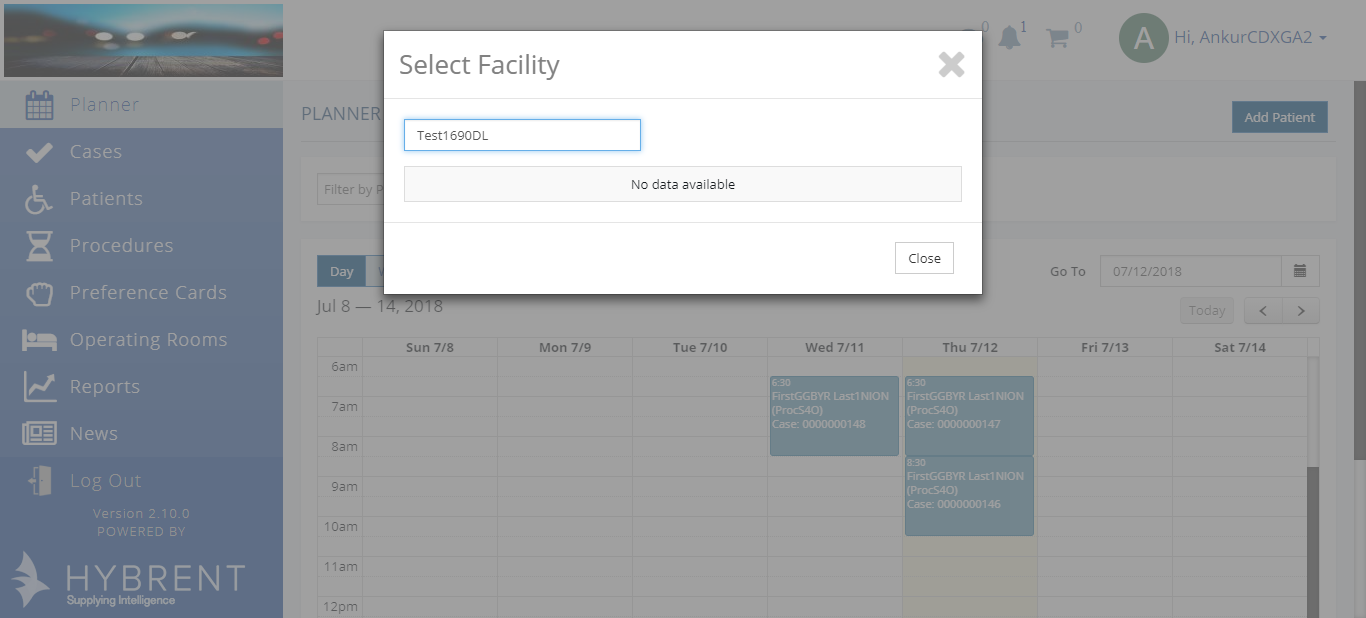 0
1
0
A
Hi, AnkurCDXGA2
Select Facility
Test1690DL
No data available
Close
Planner
Cases
Patients
Procedures
Preference Cards
Operating Rooms
Reports
News
Log Out
Version 2.10.0
POWERED BY
HYBRENT
Supplying Intelligence
PLANNER
Add Patient
Filter by P
Day
Go To
07/12/2018
Jul 8 — 14, 2018
Today
Sun 7/8
Mon 7/9
Tue 7/10
Wed 7/11
Thu 7/12
Fri 7/13
Sat 7/14
6am
7am
8am
9am
10am
11am
12pm
6:30
FirstGGBYR Last1NION
(ProcS4O)
Case: 0000000148
6:30
FirstGGBYR Last1NION
(ProcS4O)
Case: 0000000147
8:30
FirstGGBYR Last1NION
(ProcS4O)
Case: 0000000146